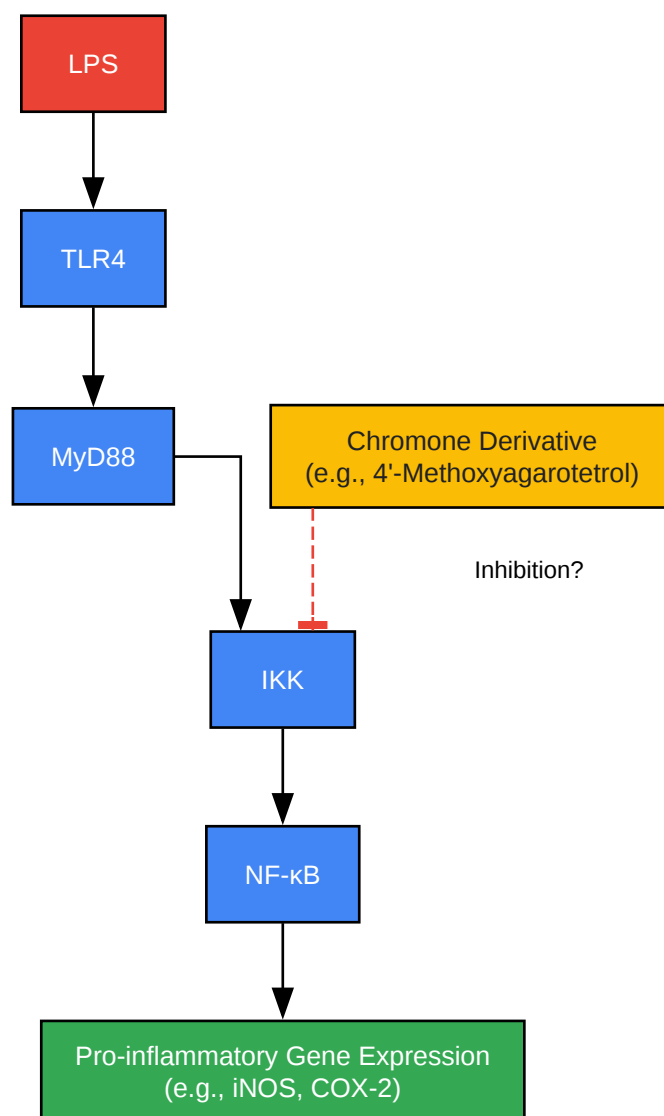 LPS
TLR4
MyD88
Chromone Derivative
(e.g., 4'-Methoxyagarotetrol)
Inhibition?
IKK
NF-κB
Pro-inflammatory Gene Expression
(e.g., iNOS, COX-2)